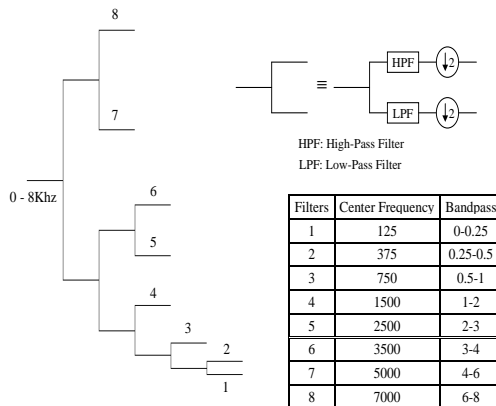 8
7
0 - 8Khz
6
5
4
3
2
1
≡
HPF
↓2
LPF
↓2
HPF: High-Pass Filter
LPF: Low-Pass Filter
Filters Center Frequency Bandpass
1 125 0-0.25
2 375 0.25-0.5
3 750 0.5-1
4 1500 1-2
5 2500 2-3
6 3500 3-4
7 5000 4-6
8 7000 6-8